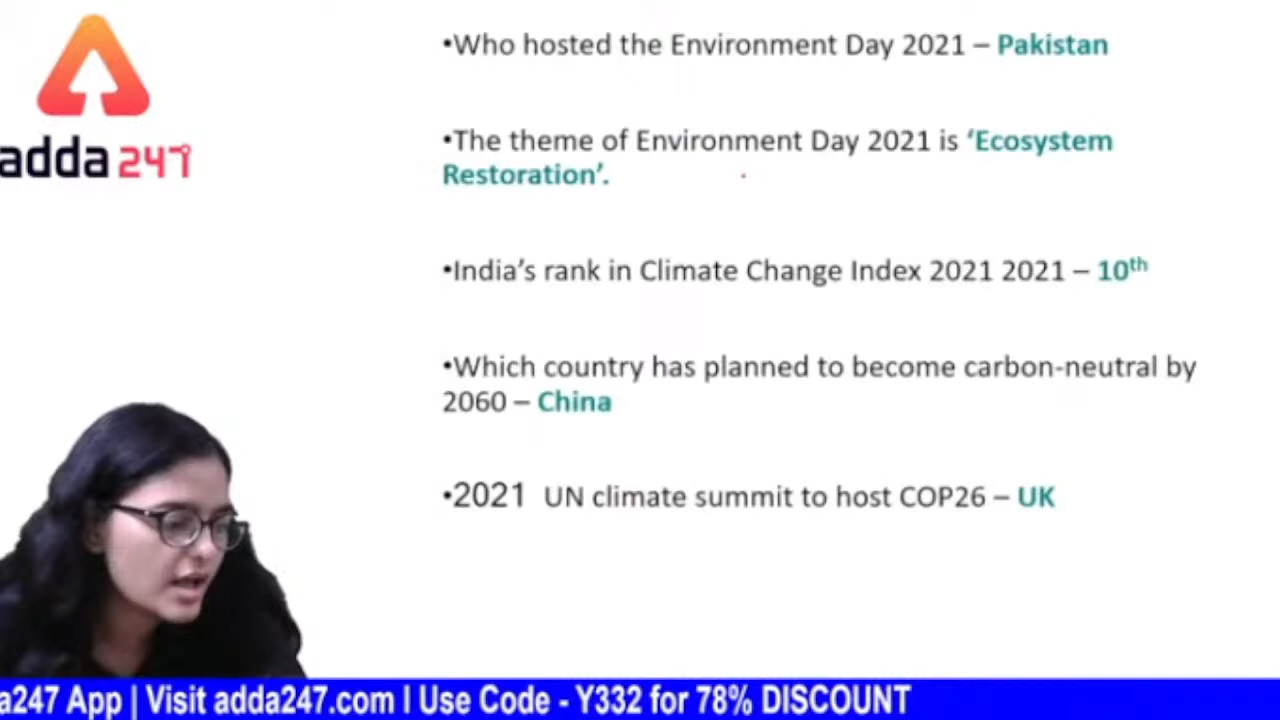 adda247
•Who hosted the Environment Day 2021 – Pakistan
•The theme of Environment Day 2021 is ‘Ecosystem
Restoration’.
•India’s rank in Climate Change Index 2021 2021 – 10th
•Which country has planned to become carbon-neutral by
2060 – China
•2021 UN climate summit to host COP26 – UK
a247 App | Visit adda247.com I Use Code - Y332 for 78% DISCOUNT